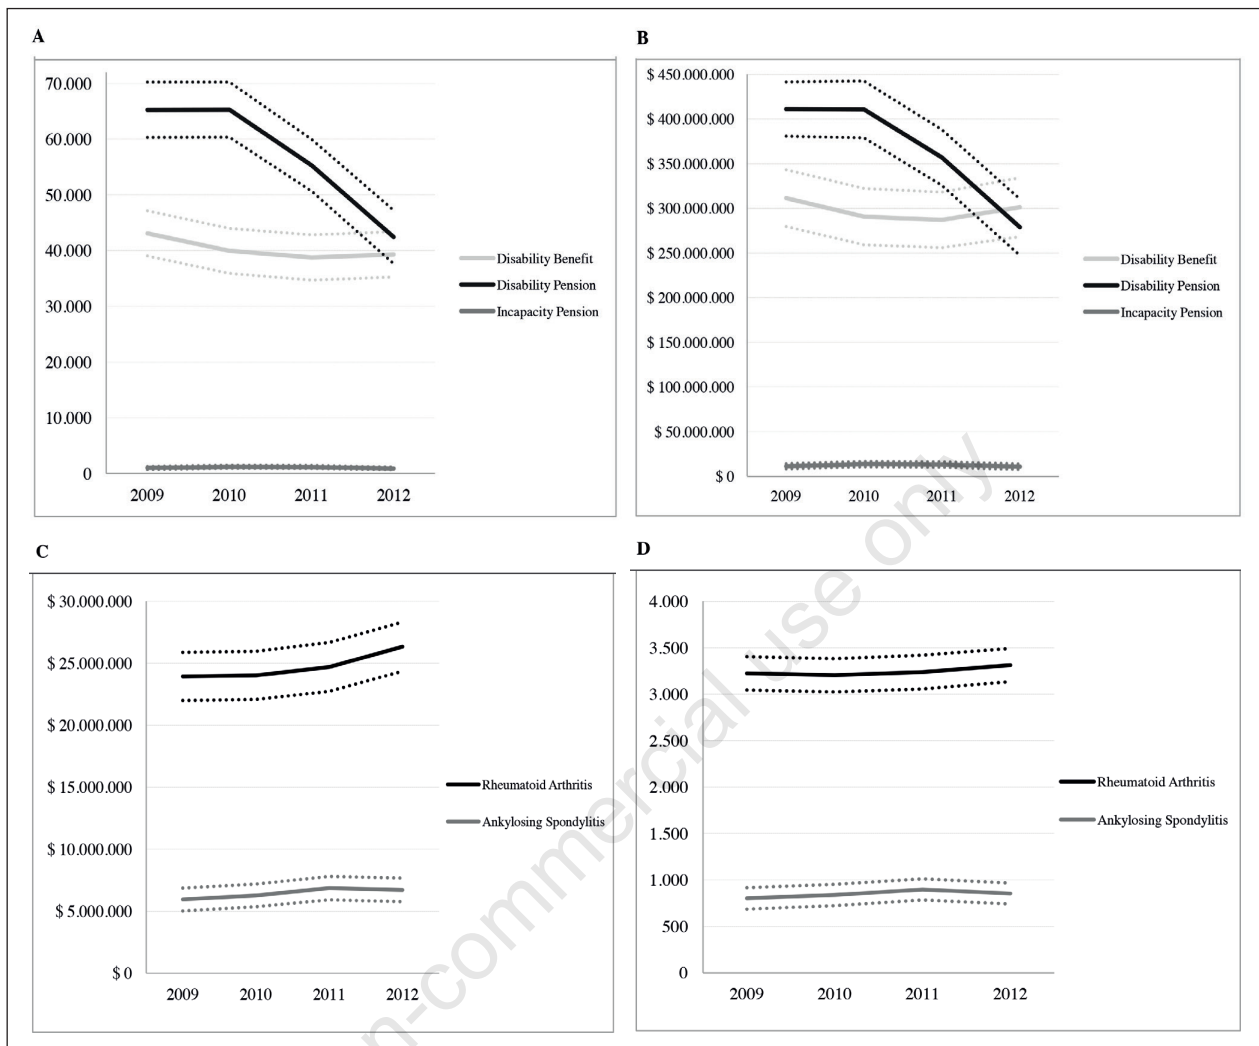 A
70.000
60.000
50.000
40.000
30.000
20.000
10.000
0
2009 2010 2011 2012
Disability Benefit
Disability Pension
Incapacity Pension
B
$ 450.000.000
$ 400.000.000
$ 350.000.000
$ 300.000.000
$ 250.000.000
$ 200.000.000
$ 150.000.000
$ 100.000.000
$ 50.000.000
$ 0
2009 2010 2011 2012
Disability Benefit
Disability Pension
Incapacity Pension
C
$ 30.000.000
$ 25.000.000
$ 20.000.000
$ 15.000.000
$ 10.000.000
$ 5.000.000
$ 0
2009 2010 2011 2012
Rheumatoid Arthritis
Ankylosing Spondylitis
D
4.000
3.500
3.000
2.500
2.000
1.500
1.000
500
0
2009 2010 2011 2012
Rheumatoid Arthritis
Ankylosing Spondylitis
n-commercial use only